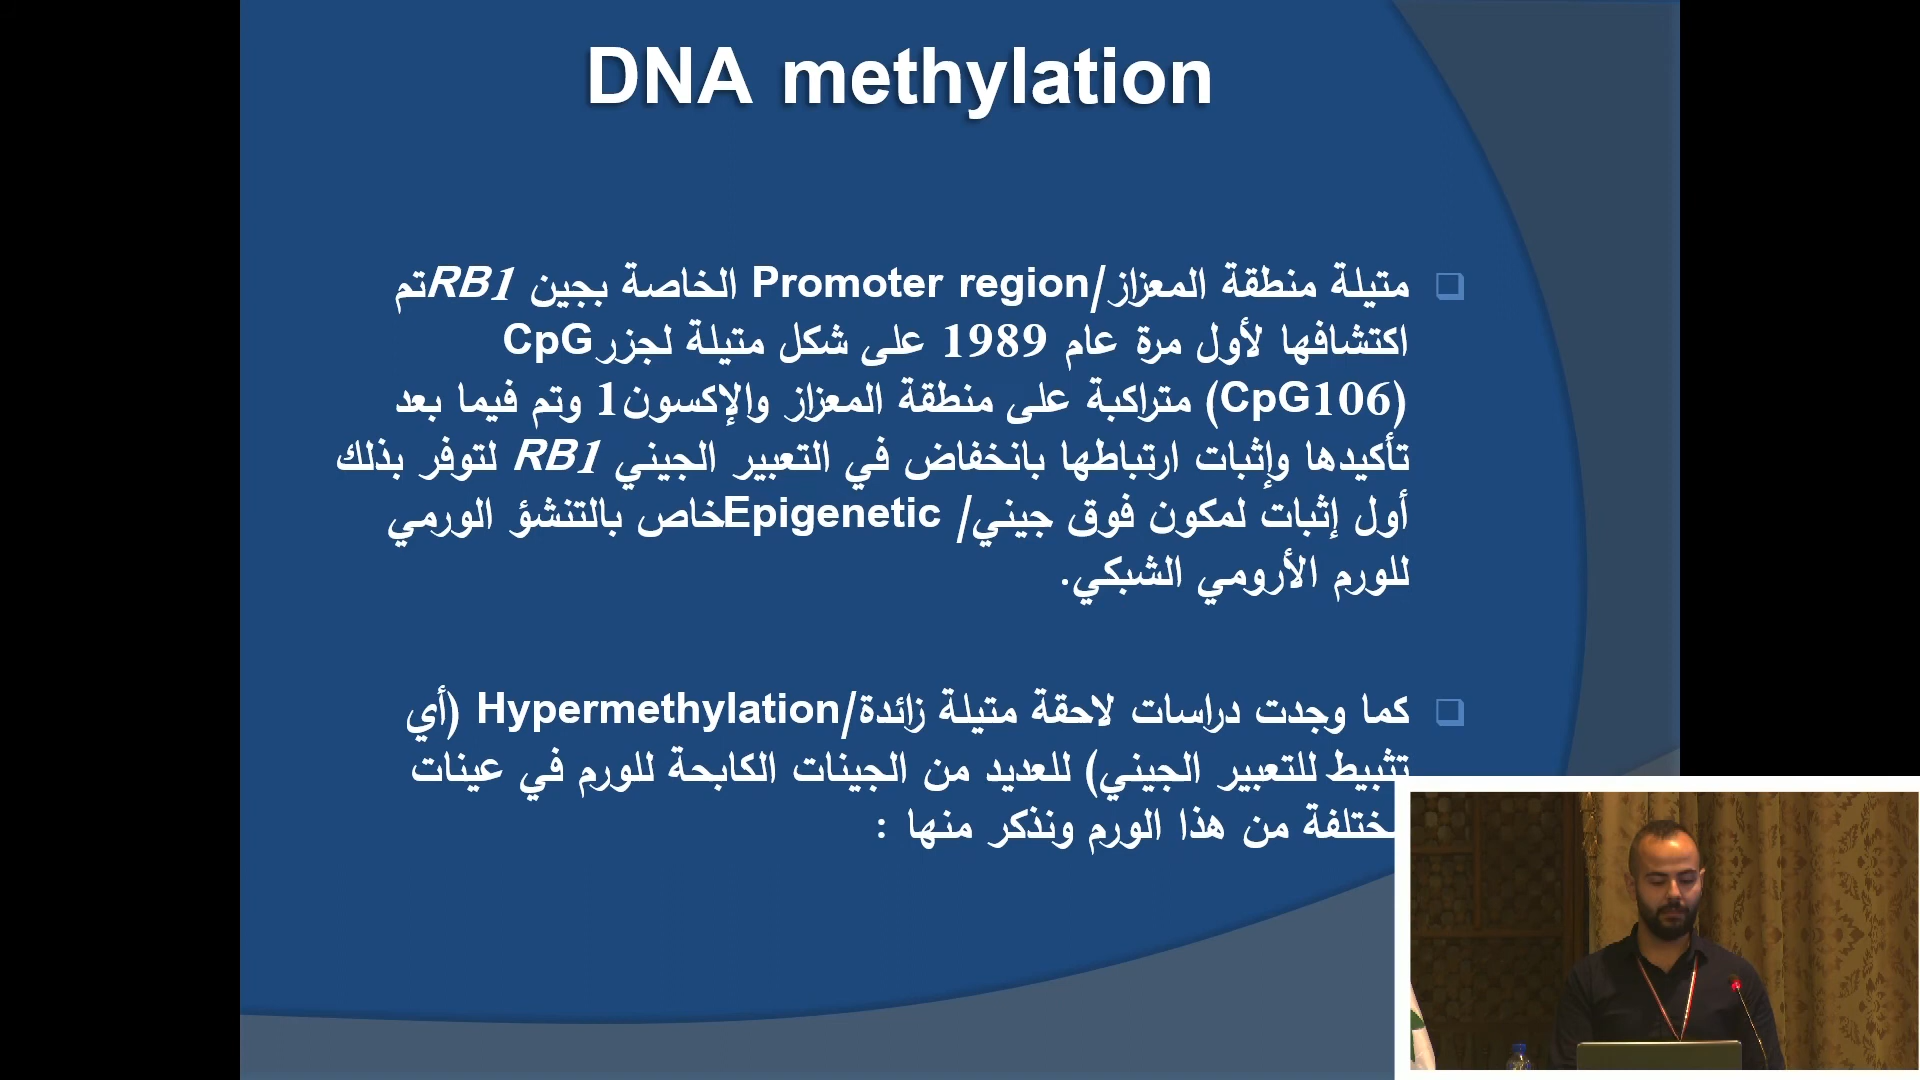 DNA methylation
متيلة منطقة المعزاز/Promoter region الخاصة بجين RB1تم
اكتشافها لأول مرة عام 1989 على شكل متيلة لجزرCpG
(CpG106) متراكبة على منطقة المعزاز والإكسون1 وتم فيما بعد
تأكيدها وإثبات ارتباطها بانخفاض في التعبير الجيني RB1 لتوفر بذلك
أول إثبات لمكون فوق جيني/ Epigeneticخاص بالتنشؤ الورمي
للورم الأرومي الشبكي.
كما وجدت دراسات لاحقة متيلة زائدة/Hypermethylation (أي
تثبيط للتعبير الجيني) للعديد من الجينات الكابحة للورم في عينات
من هذا الورم ونذكر منها :